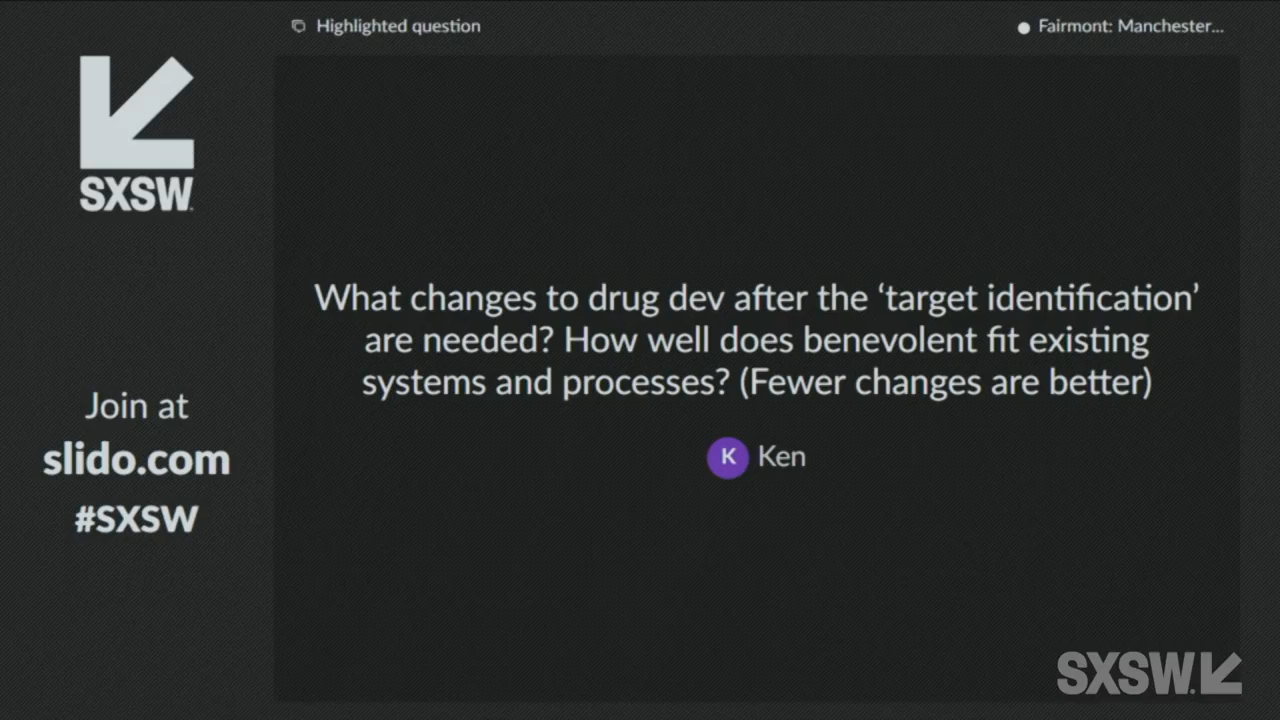 Highlighted question
Fairmont: Manchester...
SXSW.
What changes to drug dev after the ‘target identification’
are needed? How well does benevolent fit existing
systems and processes? (Fewer changes are better)
K Ken
Join at
slido.com
#SXSW
SXSW.